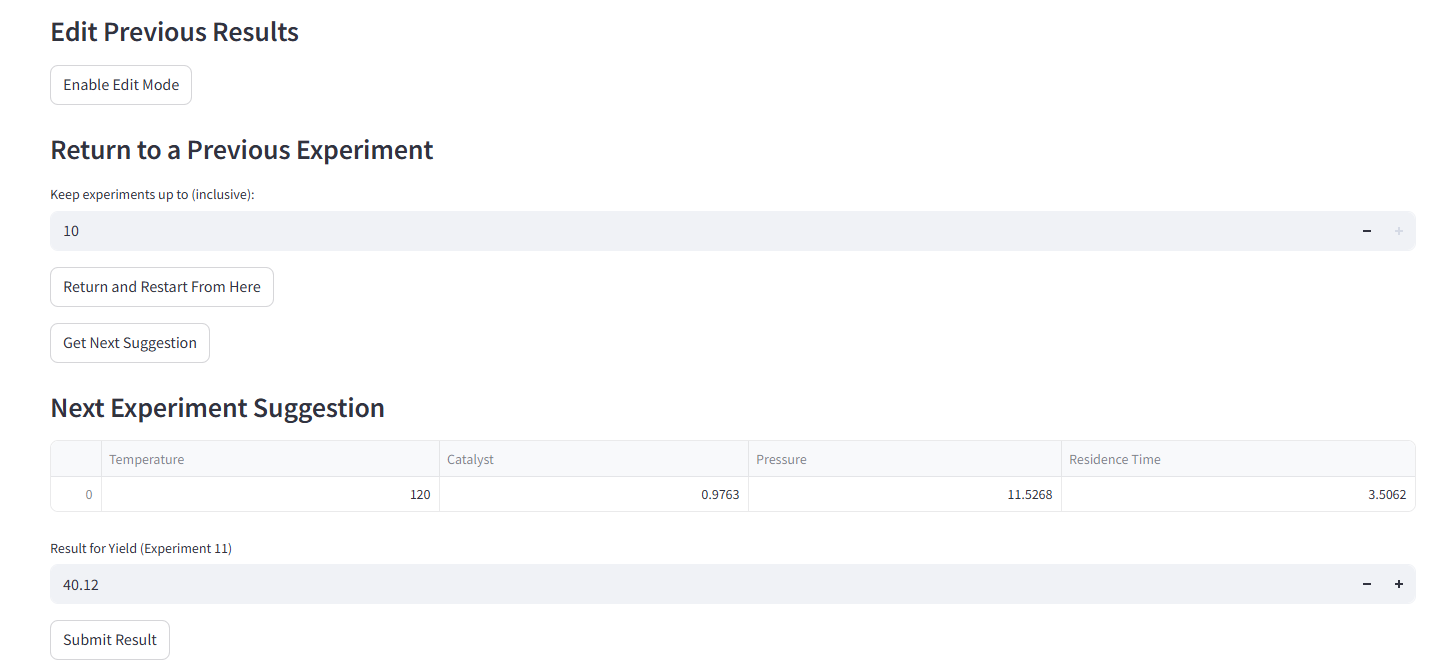 Edit Previous Results
Enable Edit Mode
Return to a Previous Experiment
Keep experiments up to (inclusive):
10
Return and Restart From Here
Get Next Suggestion
Next Experiment Suggestion
Temperature Catalyst Pressure Residence Time
0 120 0.9763 11.5268 3.5062
Result for Yield (Experiment 11)
40.12
Submit Result